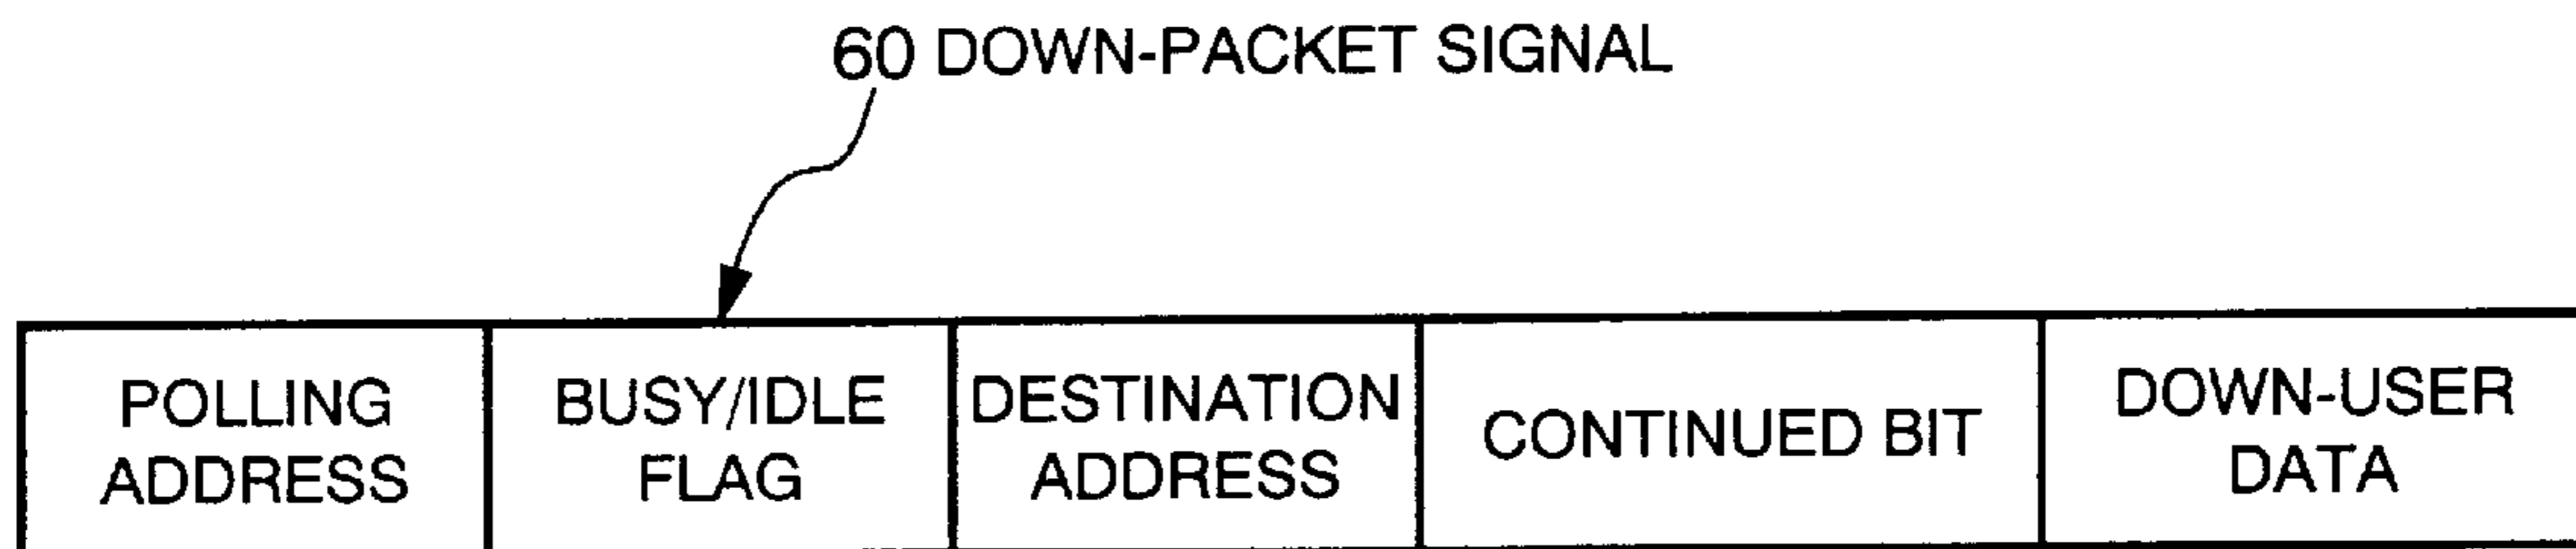 60 DOWN-PACKET SIGNAL
POLLING
ADDRESS
BUSY/IDLE
FLAG
DESTINATION
ADDRESS
CONTINUED BIT
DOWN-USER
DATA